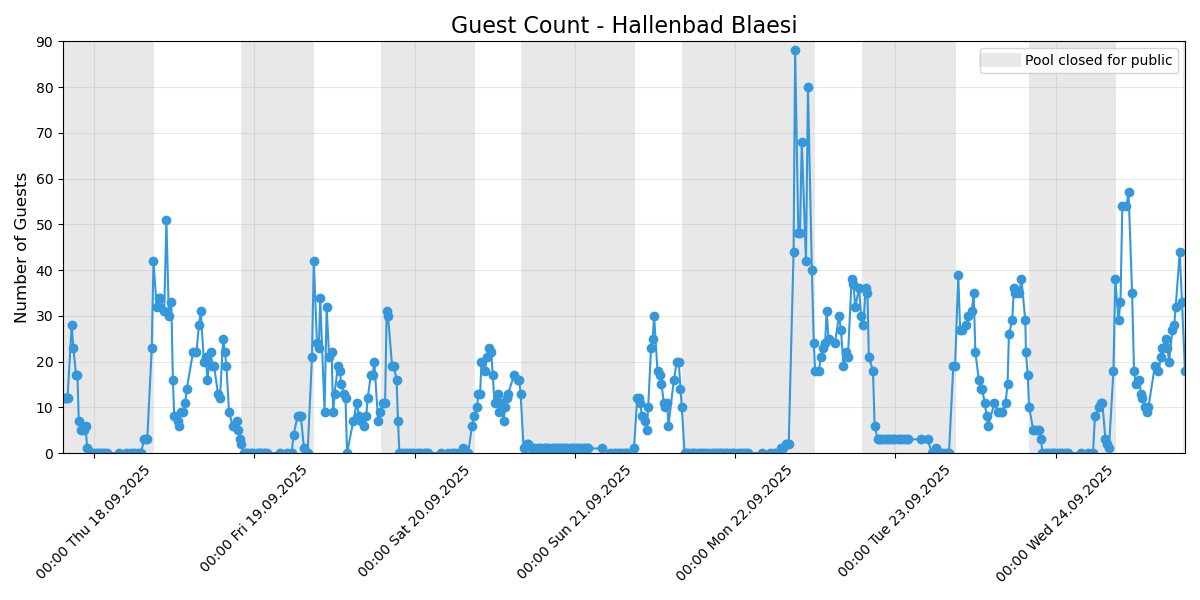 Guest Count - Hallenbad Blaesi
Number of Guests
90
80
70
60
50
40
30
20
10
0
Pool closed for public
00:00 Thu 18.09.2025
00:00 Fri 19.09.2025
00:00 Sat 20.09.2025
00:00 Sun 21.09.2025
00:00 Mon 22.09.2025
00:00 Tue 23.09.2025
00:00 Wed 24.09.2025